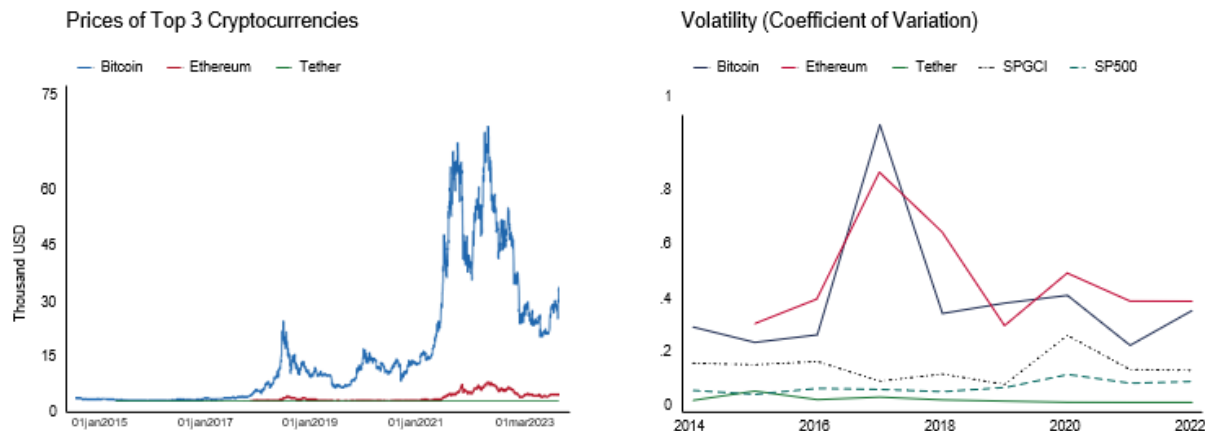 Prices of Top 3 Cryptocurrencies
Bitcoin Ethereum Tether
75
60
45
30
15
0
Thousand USD
01jan2015 01jan2017 01jan2019 01jan2021 01mar2023
Volatility (Coefficient of Variation)
Bitcoin Ethereum Tether SPGCI SP500
1
.8
.6
.4
.2
0
2014 2016 2018 2020 2022